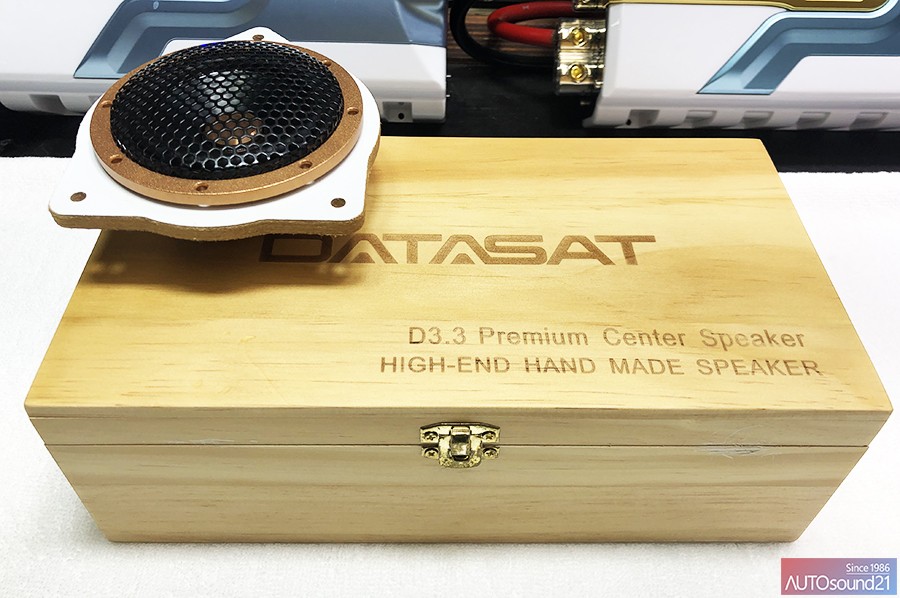 DATASAT
D3.3 Premium Center Speaker
HIGH-END HAND MADE SPEAKER
Since 1986
AUTOsound21